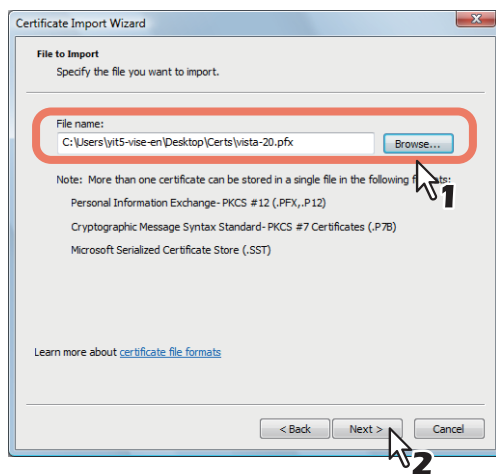 Certificate Import Wizard
File to Import
Specify the file you want to import.
File name:
C:\Users\yit5-vise-en\Desktop\Certs\vista-20.pfx
Browse...
Note: More than one certificate can be stored in a single file in the following formats:
1
Personal Information Exchange- PKCS #12 (.PFX,.P12)
Cryptographic Message Syntax Standard- PKCS #7 Certificates (.P7B)
Microsoft Serialized Certificate Store (.SST)
Learn more about certificate file formats
< Back
Next >
Cancel
2